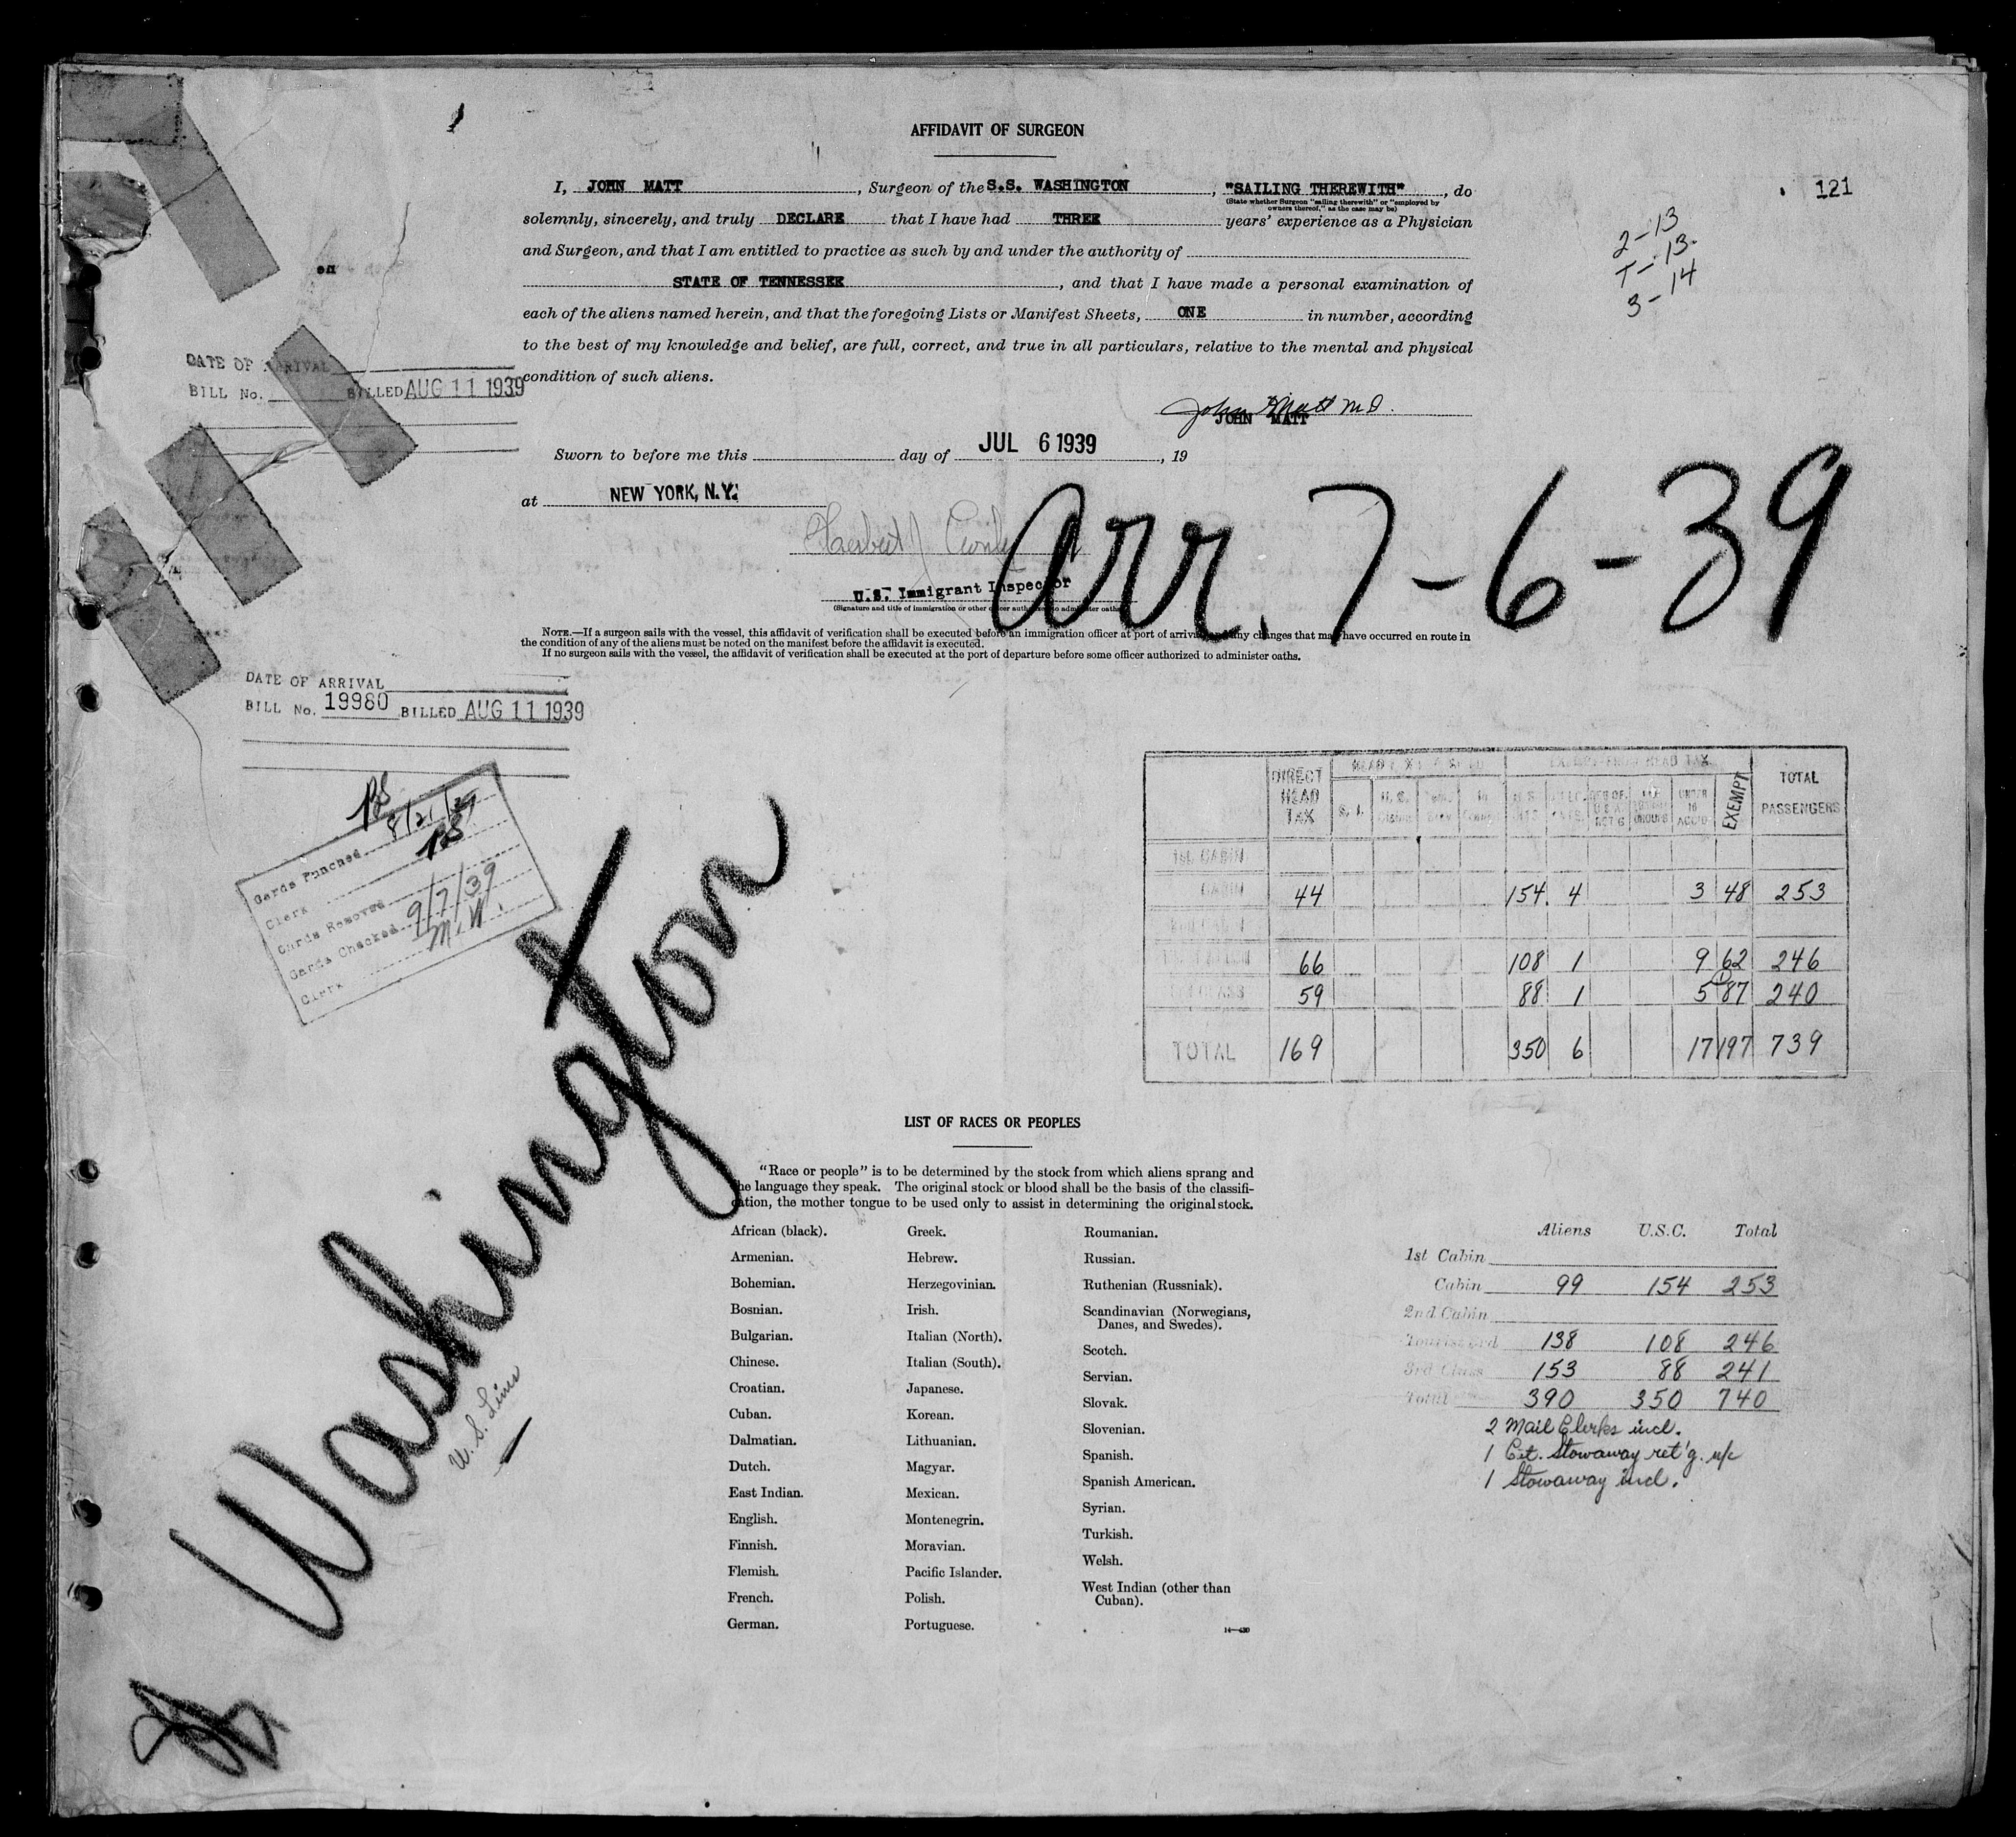 AFFIDAVIT OF SURGEON
121
I, JOHN MATT, Surgeon of the S.S. WASHINGTON, "SAILING THEREWITH", do
(State whether Surgeon "sailing therewith" or "employed by
owners thereof," as the case may be)
solemnly, sincerely, and truly DECLARE that I have had THREE years' experience as a Physician
and Surgeon, and that I am entitled to practice as such by and under the authority of
STATE OF TENNESSEE, and that I have made a personal examination of
each of the aliens named herein, and that the foregoing Lists or Manifest Sheets, ONE in number, according
to the best of my knowledge and belief, are full, correct, and true in all particulars, relative to the mental and physical
condition of such aliens.
2-13
T-13.
3-14
DATE OF ARRIVAL
BILL No. BILLED AUG 11 1939
John Matt M.D.
JOHN MATT
Sworn to before me this day of JUL 6 1939, 19
at NEW YORK, N.Y.
Herbert J.
U.S. Immigrant Inspector
(Signature and title of immigration or other officer authorized to administer oaths)
Arr. 7-6-39
NOTE.—If a surgeon sails with the vessel, this affidavit of verification shall be executed before an immigration officer at port of arrival, and any changes that may have occurred en route in
the condition of any of the aliens must be noted on the manifest before the affidavit is executed.
If no surgeon sails with the vessel, the affidavit of verification shall be executed at the port of departure before some officer authorized to administer oaths.
DATE OF ARRIVAL
BILL No. 19980 BILLED AUG 11 1939
Cards Punched 8/21/39
Clerk
Cards Removed
Cards Checked 9/7/39
Clerk M.W.
Washington
U.S. Lines
DIRECT HEAD TAX EXEMPT TOTAL PASSENGERS
1st CABIN
CABIN 44 154. 4 3 48 253
66 108 1 9 62 246
59 88 1 5 87 240
TOTAL 169 350 6 17 197 739
LIST OF RACES OR PEOPLES
"Race or people" is to be determined by the stock from which aliens sprang and
the language they speak. The original stock or blood shall be the basis of the classifi-
cation, the mother tongue to be used only to assist in determining the original stock.
African (black).
Armenian.
Bohemian.
Bosnian.
Bulgarian.
Chinese.
Croatian.
Cuban.
Dalmatian.
Dutch.
East Indian.
English.
Finnish.
Flemish.
French.
German.
Greek.
Hebrew.
Herzegovinian.
Irish.
Italian (North).
Italian (South).
Japanese.
Korean.
Lithuanian.
Magyar.
Mexican.
Montenegrin.
Moravian.
Pacific Islander.
Polish.
Portuguese.
Roumanian.
Russian.
Ruthenian (Russniak).
Scandinavian (Norwegians,
Danes, and Swedes).
Scotch.
Servian.
Slovak.
Slovenian.
Spanish.
Spanish American.
Syrian.
Turkish.
Welsh.
West Indian (other than
Cuban).
14—430
Aliens U.S.C. Total
1st Cabin
Cabin 99 154 253
2nd Cabin
Tourist 3rd 138 108 246
3rd Class 153 88 241
Total 390 350 740
2 Mail Clerks incl.
1 Cit. Stowaway ret'g. n/c
1 Stowaway incl.